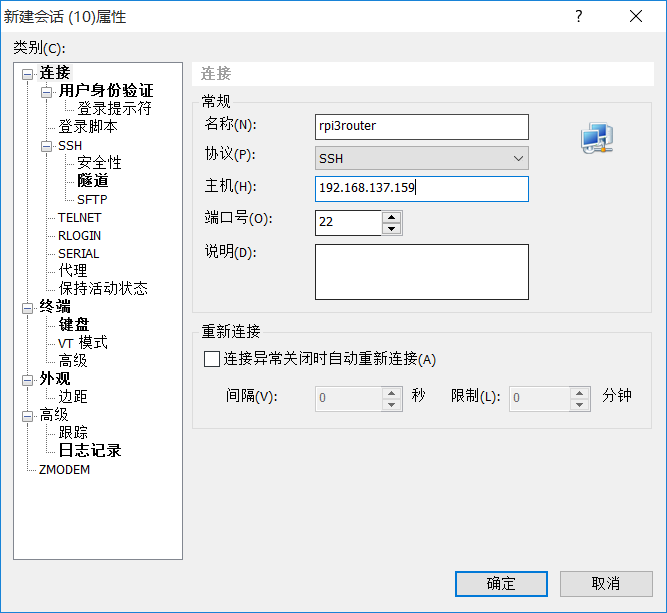 新建会话 (10)属性
类别(C):
连接
用户身份验证
登录提示符
登录脚本
SSH
安全性
隧道
SFTP
TELNET
RLOGIN
SERIAL
代理
保持活动状态
终端
键盘
VT 模式
高级
外观
边距
高级
跟踪
日志记录
ZMODEM
连接
常规
名称(N): rpi3router
协议(P): SSH
主机(H): 192.168.137.159
端口号(O): 22
说明(D):
重新连接
连接异常关闭时自动重新连接(A)
间隔(V): 0 秒 限制(L): 0 分钟
确定 取消